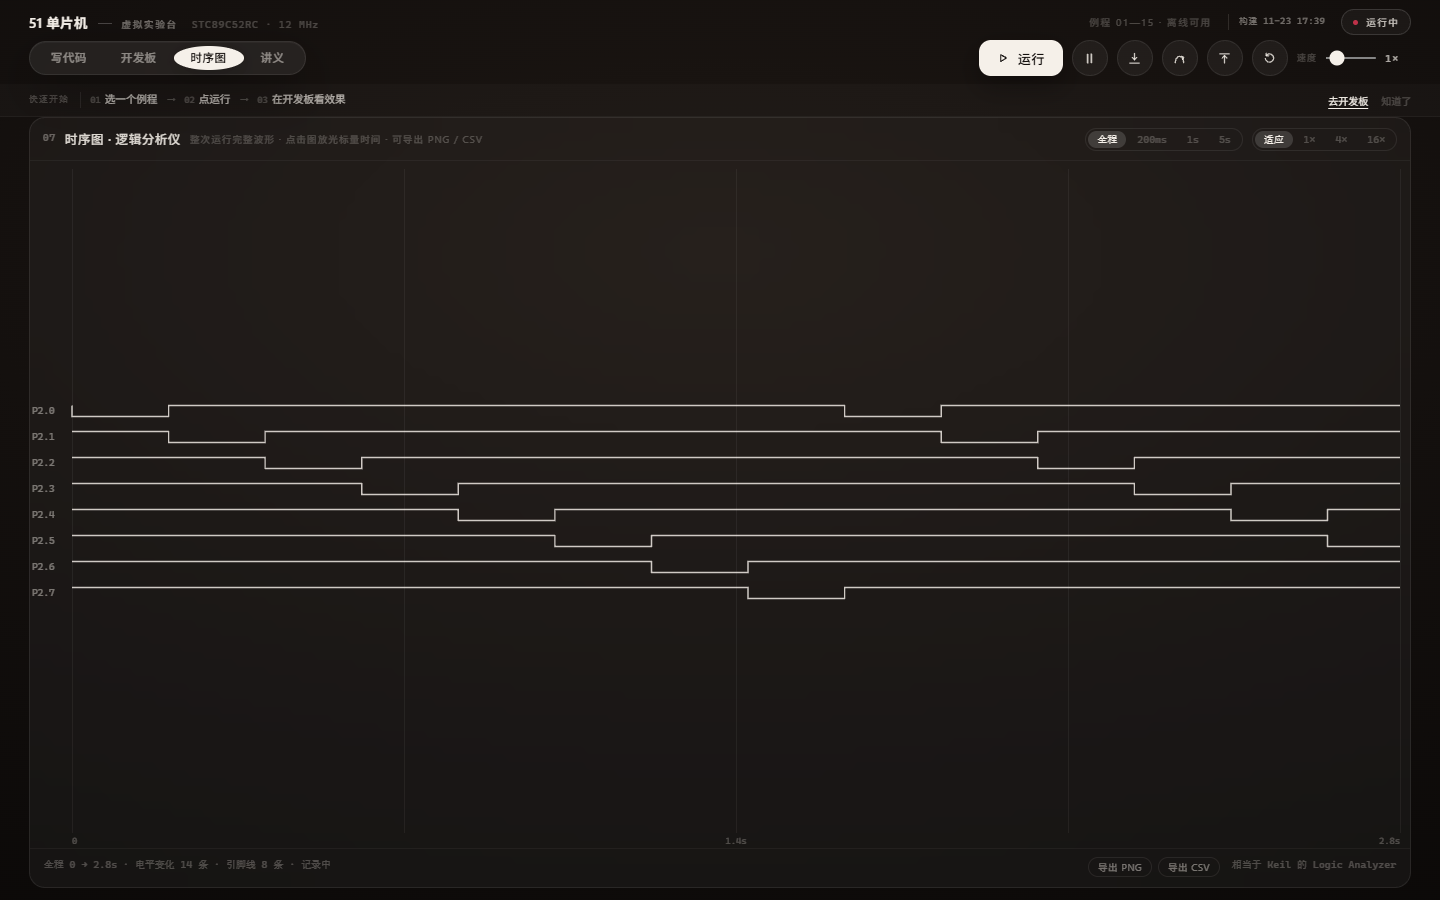 51 单片机 — 虚拟实验台 STC89C52RC · 12 MHz
例程 01—15 · 离线可用 构建 11-23 17:39 运行中
写代码 开发板 时序图 讲义
运行 速度 1×
快速开始 01 选一个例程 → 02 点运行 → 03 在开发板看效果
去开发板 知道了
07 时序图 · 逻辑分析仪 整次运行完整波形 · 点击图放光标量时间 · 可导出 PNG / CSV
全程 200ms 1s 5s 适应 1× 4× 16×
P2.0
P2.1
P2.2
P2.3
P2.4
P2.5
P2.6
P2.7
0 1.4s 2.8s
全程 0 → 2.8s · 电平变化 14 条 · 引脚线 8 条 · 记录中
导出 PNG 导出 CSV 相当于 Keil 的 Logic Analyzer